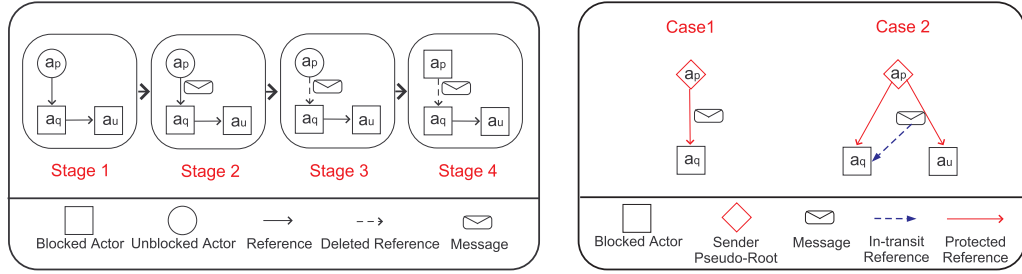 ap
aq au
Stage 1
ap
aq au
Stage 2
ap
aq au
Stage 3
ap
aq au
Stage 4
Blocked Actor Unblocked Actor Reference Deleted Reference Message
Case1 Case 2
ap
aq
ap
aq au
Blocked Actor Sender Message In-transit Protected
Pseudo-Root Reference Reference